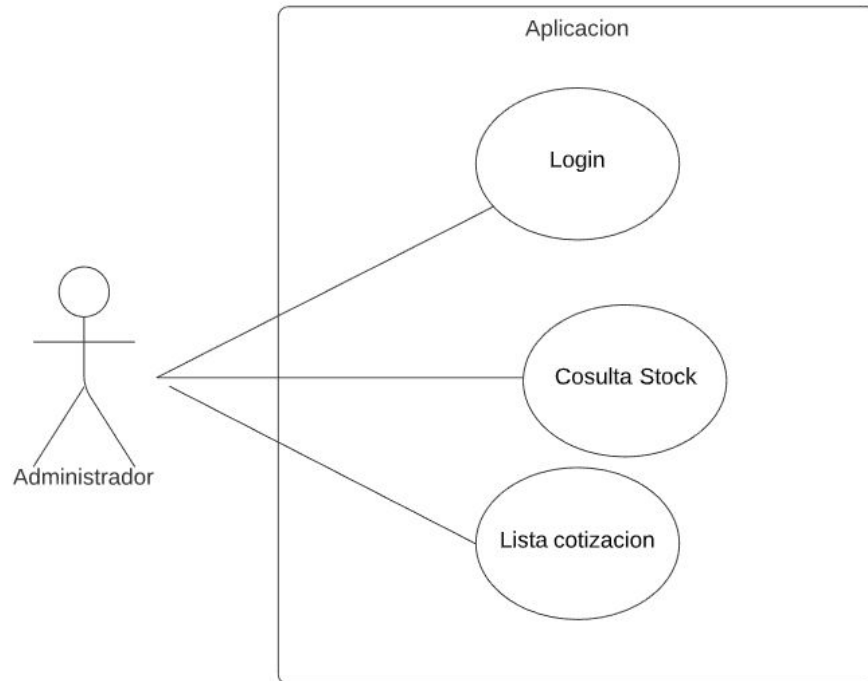 Aplicacion
Login
Cosulta Stock
Administrador
Lista cotizacion